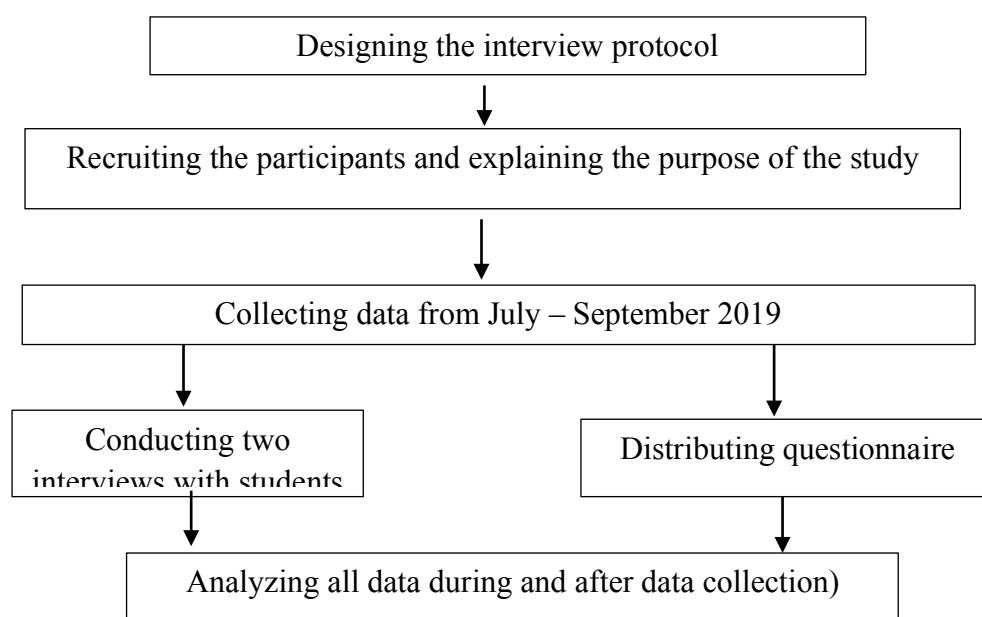 Designing the interview protocol
Recruiting the participants and explaining the purpose of the study
Collecting data from July – September 2019
Conducting two
interviews with students
Distributing questionnaire
Analyzing all data during and after data collection)